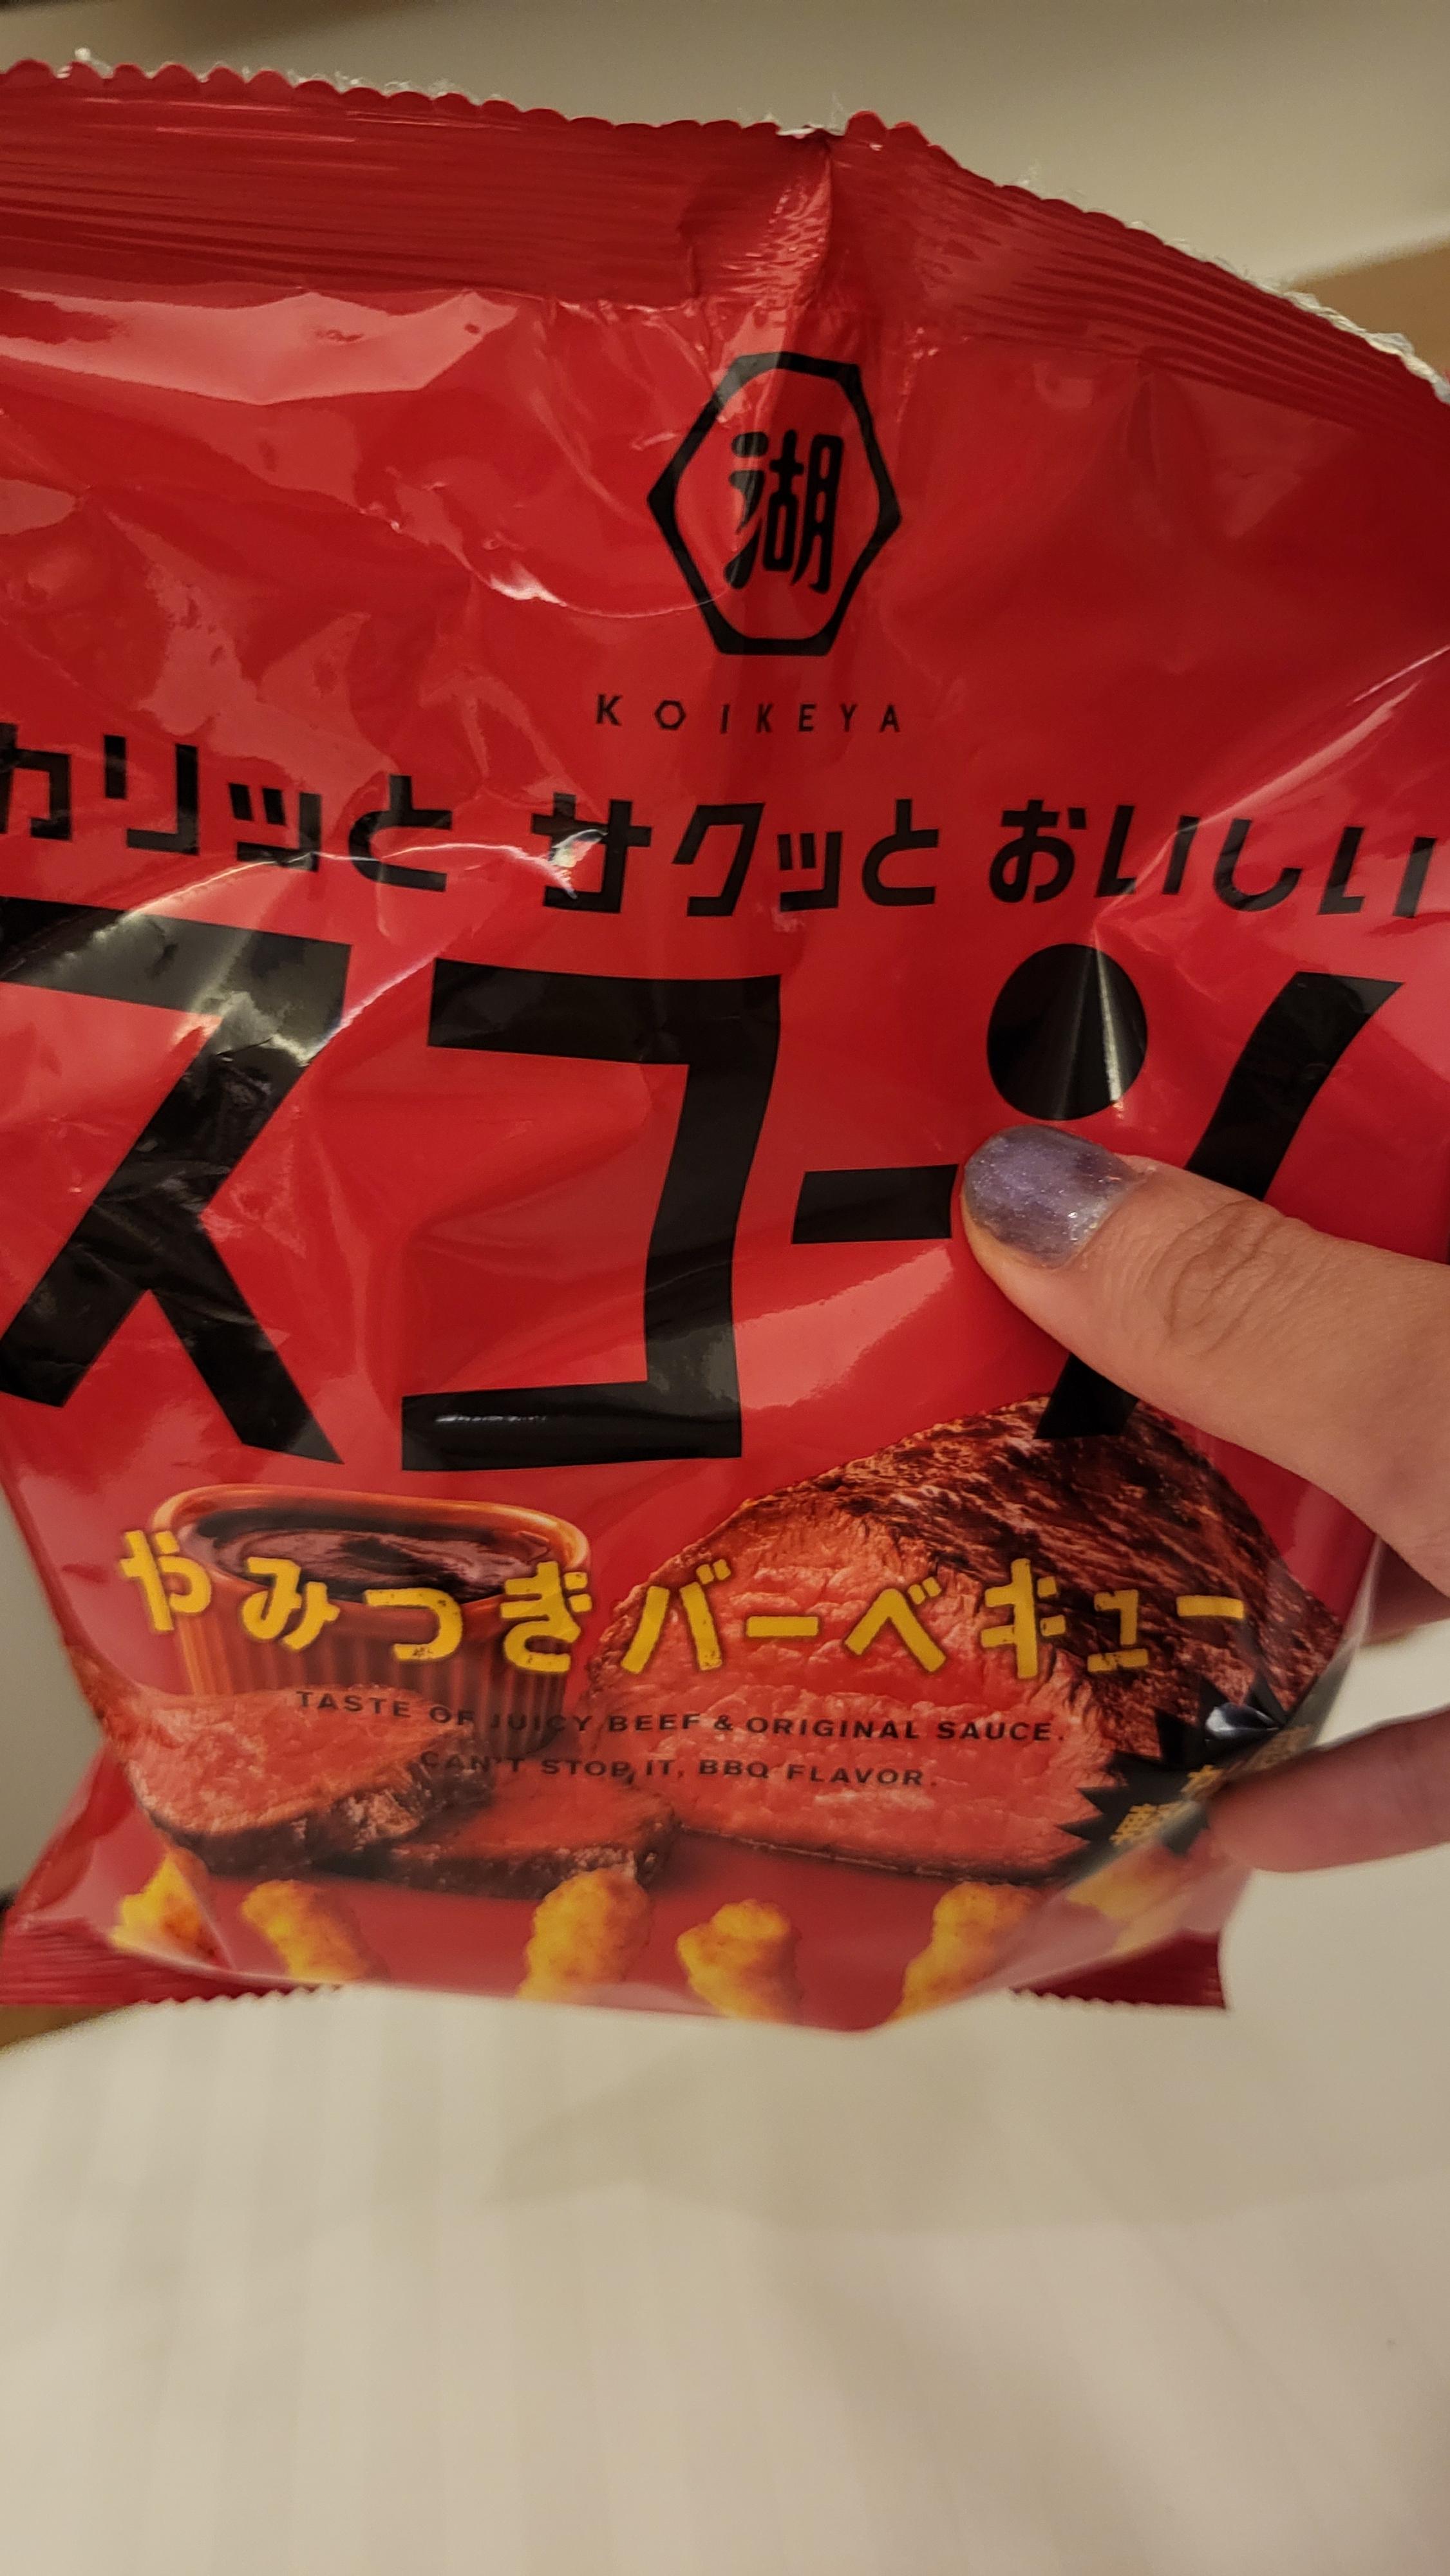 湖
KOIKEYA
カリッと サクッと おいしい
スコーン
やみつきバーベキュー
TASTE OF JUICY BEEF & ORIGINAL SAUCE.
CAN'T STOP IT, BBQ FLAVOR.